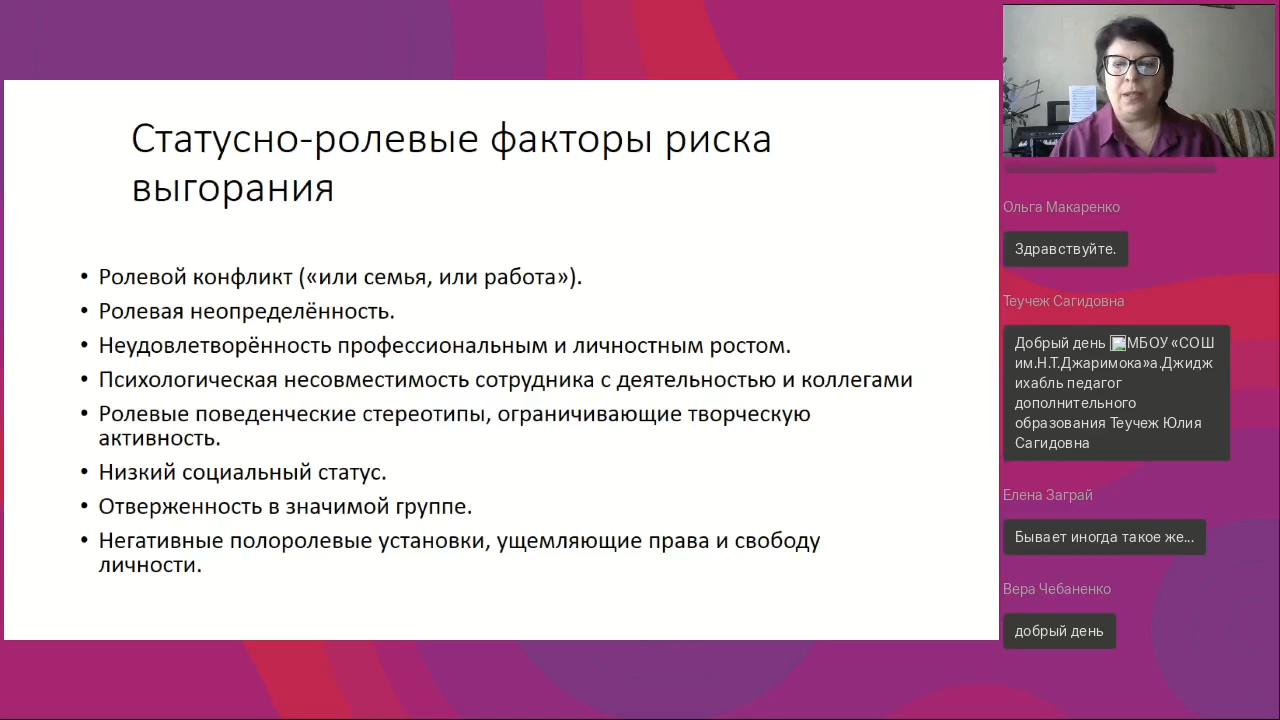 Статусно-ролевые факторы риска
выгорания
• Ролевой конфликт («или семья, или работа»).
• Ролевая неопределённость.
• Неудовлетворённость профессиональным и личностным ростом.
• Психологическая несовместимость сотрудника с деятельностью и коллегами
• Ролевые поведенческие стереотипы, ограничивающие творческую
активность.
• Низкий социальный статус.
• Отверженность в значимой группе.
• Негативные полоролевые установки, ущемляющие права и свободу
личности.
Ольга Макаренко
Здравствуйте.
Теучеж Сагидовна
Добрый день МБОУ «СОШ
им.Н.Т.Джаримока»а.Джидж
ихабль педагог
дополнительного
образования Теучеж Юлия
Сагидовна
Елена Заграй
Бывает иногда такое же...
Вера Чебаненко
добрый день